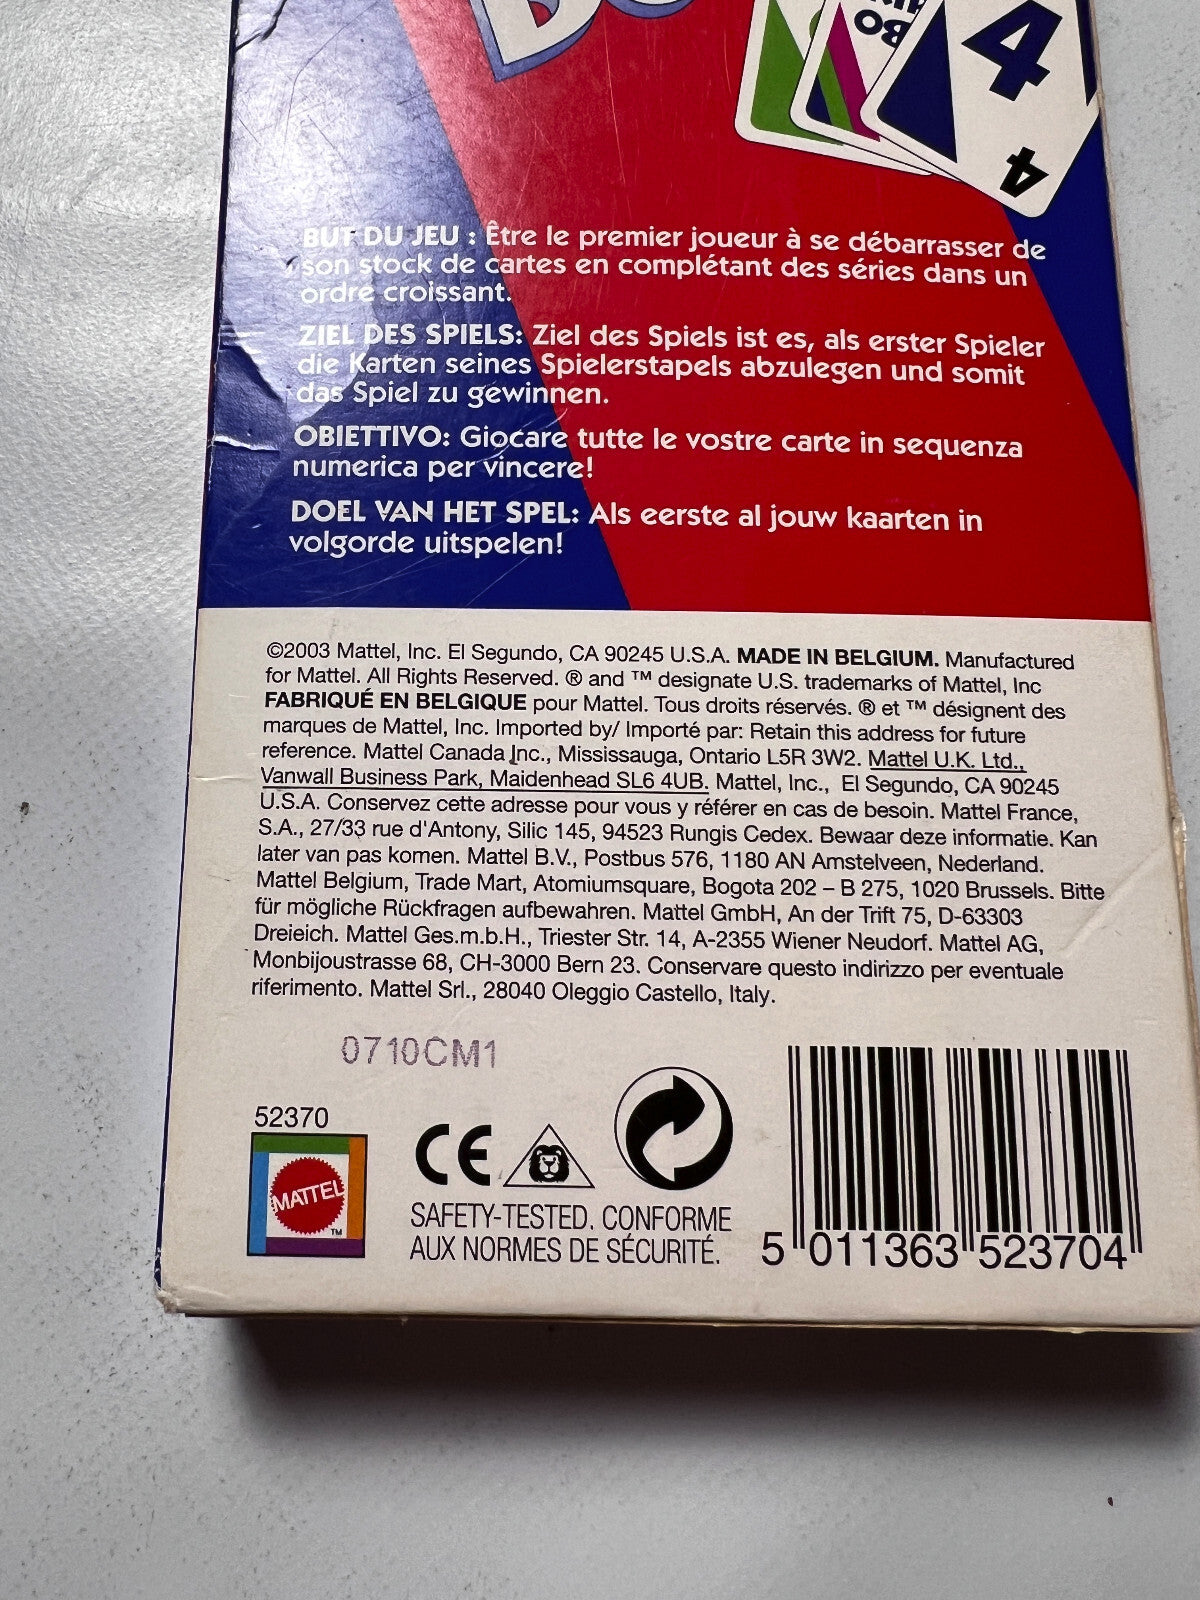 4
4
BUT DU JEU : Être le premier joueur à se débarrasser de
son stock de cartes en complétant des séries dans un
ordre croissant.
ZIEL DES SPIELS: Ziel des Spiels ist es, als erster Spieler
die Karten seines Spielerstapels abzulegen und somit
das Spiel zu gewinnen.
OBIETTIVO: Giocare tutte le vostre carte in sequenza
numerica per vincere!
DOEL VAN HET SPEL: Als eerste al jouw kaarten in
volgorde uitspelen!
©2003 Mattel, Inc. El Segundo, CA 90245 U.S.A. MADE IN BELGIUM. Manufactured
for Mattel. All Rights Reserved. ® and ™ designate U.S. trademarks of Mattel, Inc
FABRIQUÉ EN BELGIQUE pour Mattel. Tous droits réservés. ® et ™ désignent des
marques de Mattel, Inc. Imported by/ Importé par: Retain this address for future
reference. Mattel Canada Inc., Mississauga, Ontario L5R 3W2. Mattel U.K. Ltd.,
Vanwall Business Park, Maidenhead SL6 4UB. Mattel, Inc., El Segundo, CA 90245
U.S.A. Conservez cette adresse pour vous y référer en cas de besoin. Mattel France,
S.A., 27/33 rue d'Antony, Silic 145, 94523 Rungis Cedex. Bewaar deze informatie. Kan
later van pas komen. Mattel B.V., Postbus 576, 1180 AN Amstelveen, Nederland.
Mattel Belgium, Trade Mart, Atomiumsquare, Bogota 202 – B 275, 1020 Brussels. Bitte
für mögliche Rückfragen aufbewahren. Mattel GmbH, An der Trift 75, D-63303
Dreieich. Mattel Ges.m.b.H., Triester Str. 14, A-2355 Wiener Neudorf. Mattel AG,
Monbijoustrasse 68, CH-3000 Bern 23. Conservare questo indirizzo per eventuale
riferimento. Mattel Srl., 28040 Oleggio Castello, Italy.
0710CM1
52370
MATTEL™
CE
SAFETY-TESTED. CONFORME
AUX NORMES DE SÉCURITÉ.
5 011363 523704